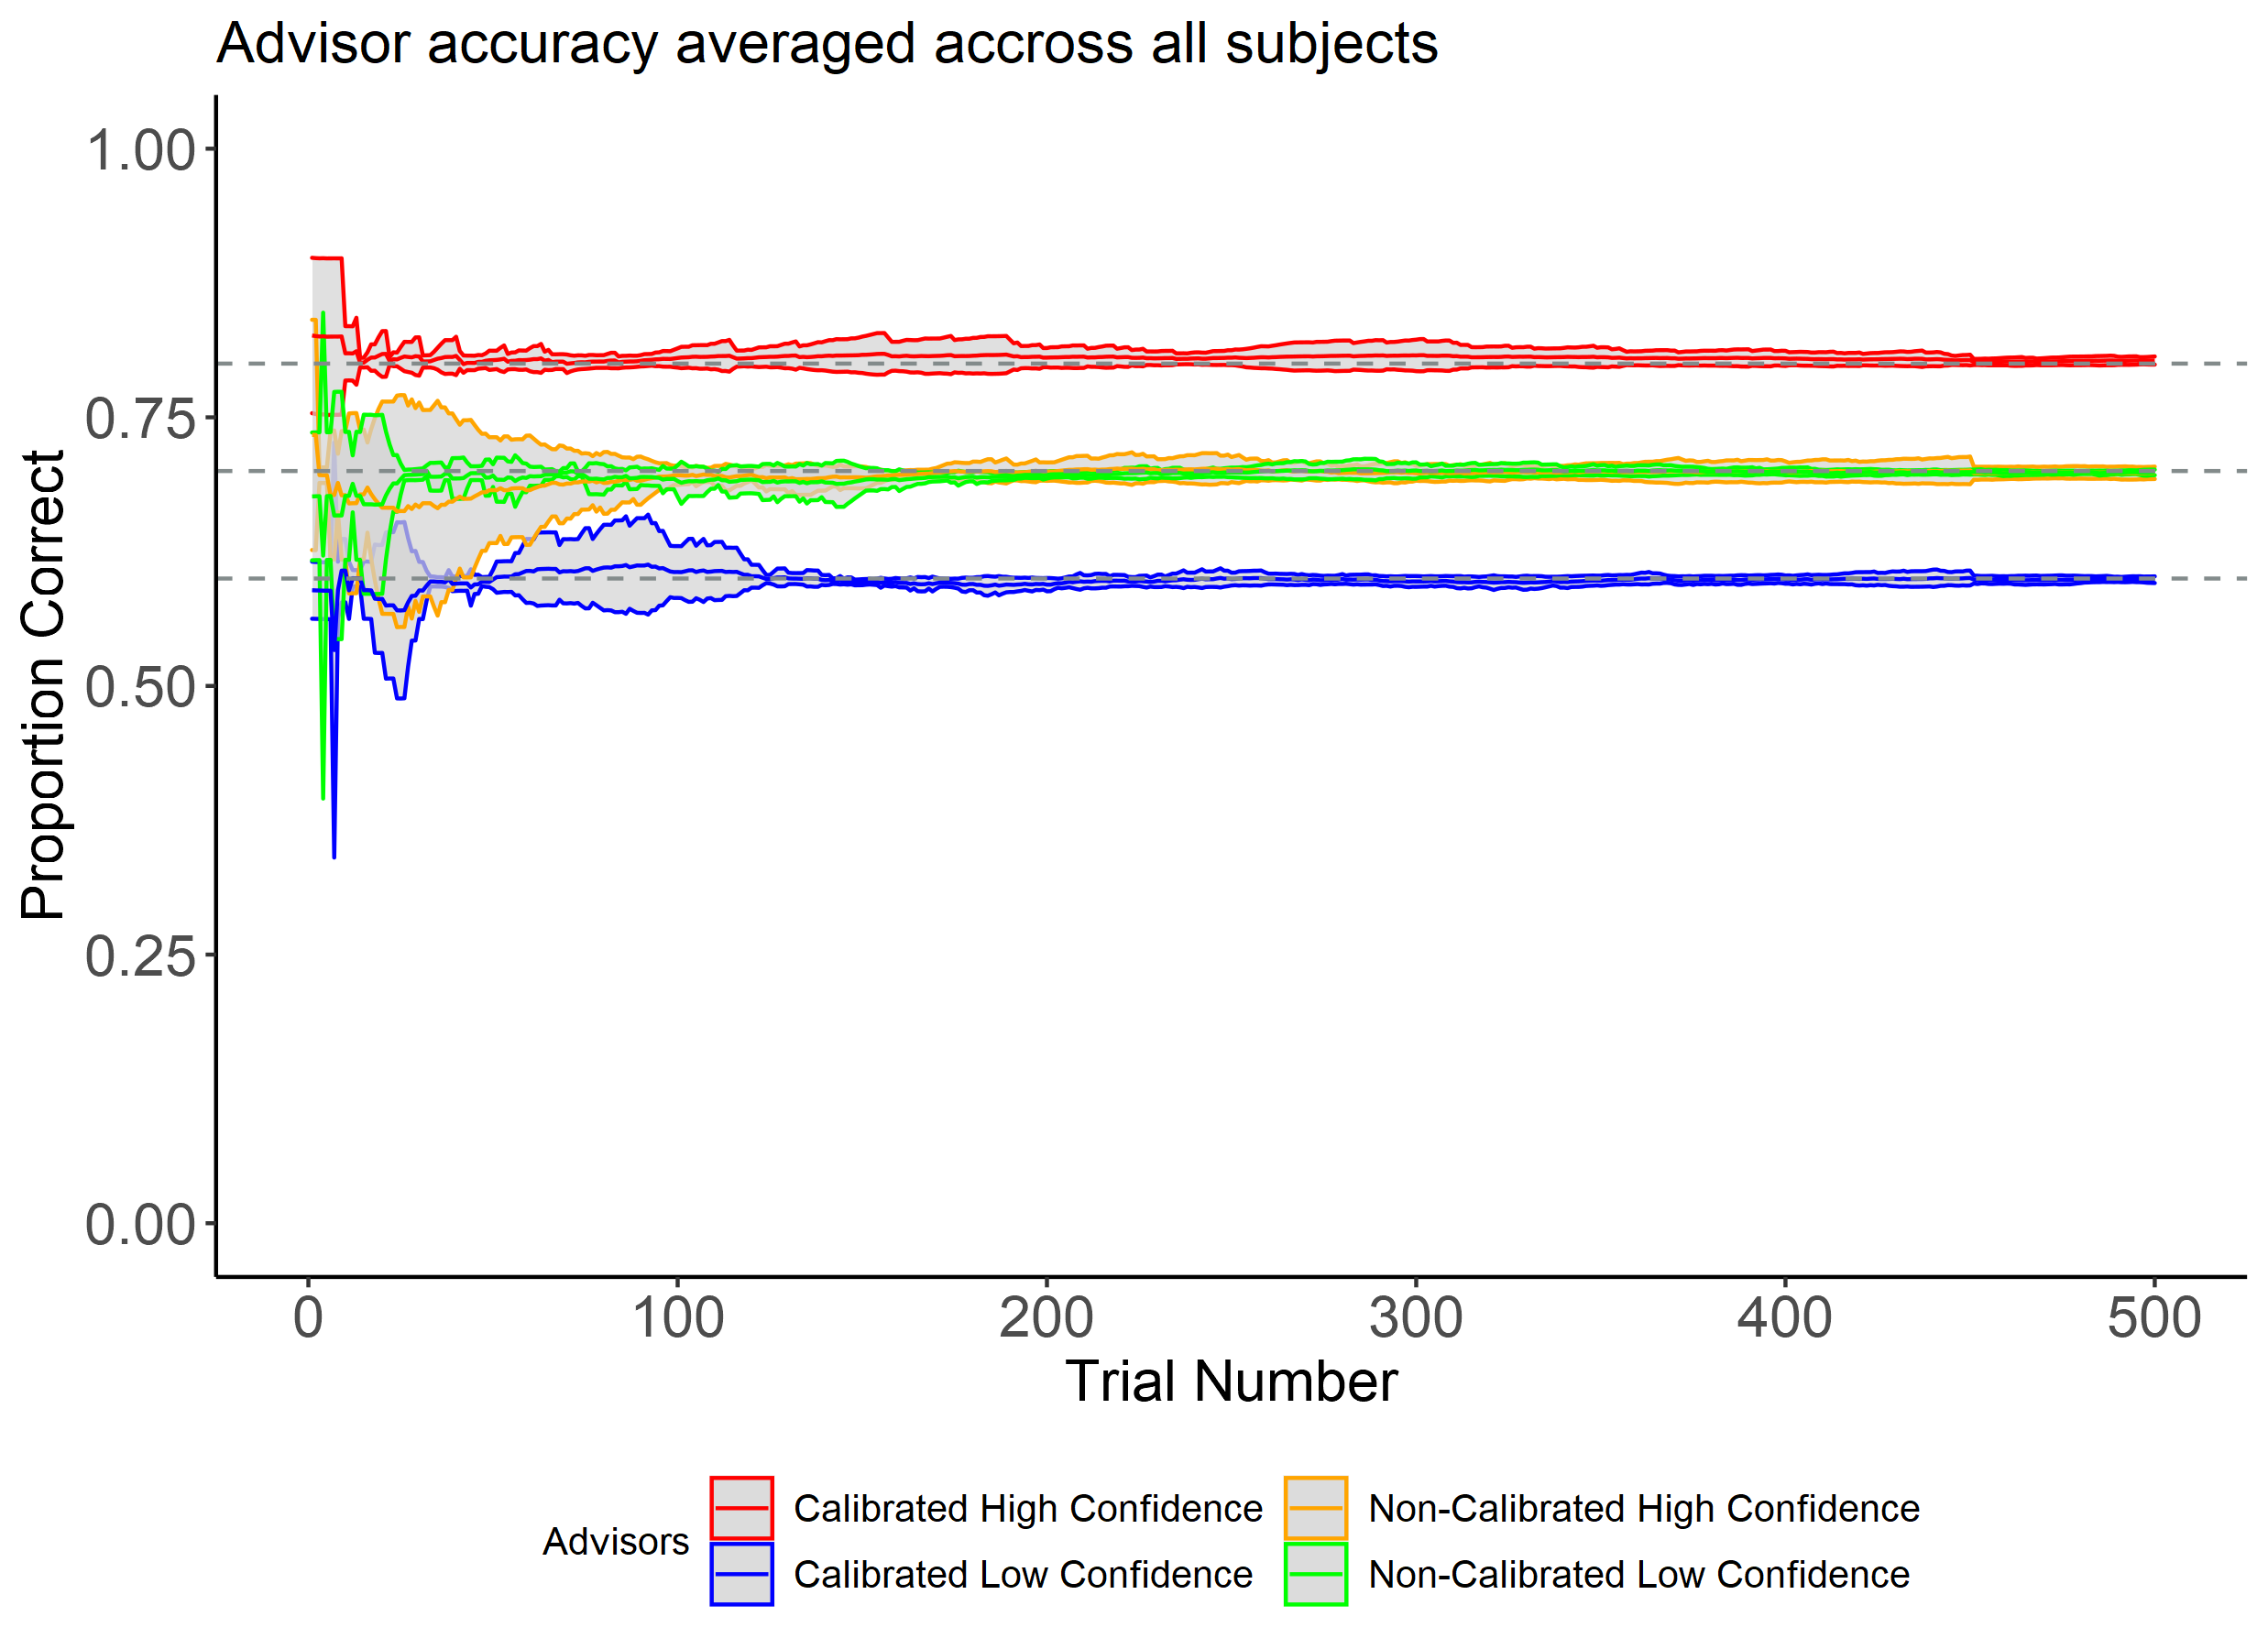 Advisor accuracy averaged accross all subjects
Proportion Correct
1.00
0.75
0.50
0.25
0.00
0 100 200 300 400 500
Trial Number
Advisors
Calibrated High Confidence Non-Calibrated High Confidence
Calibrated Low Confidence Non-Calibrated Low Confidence